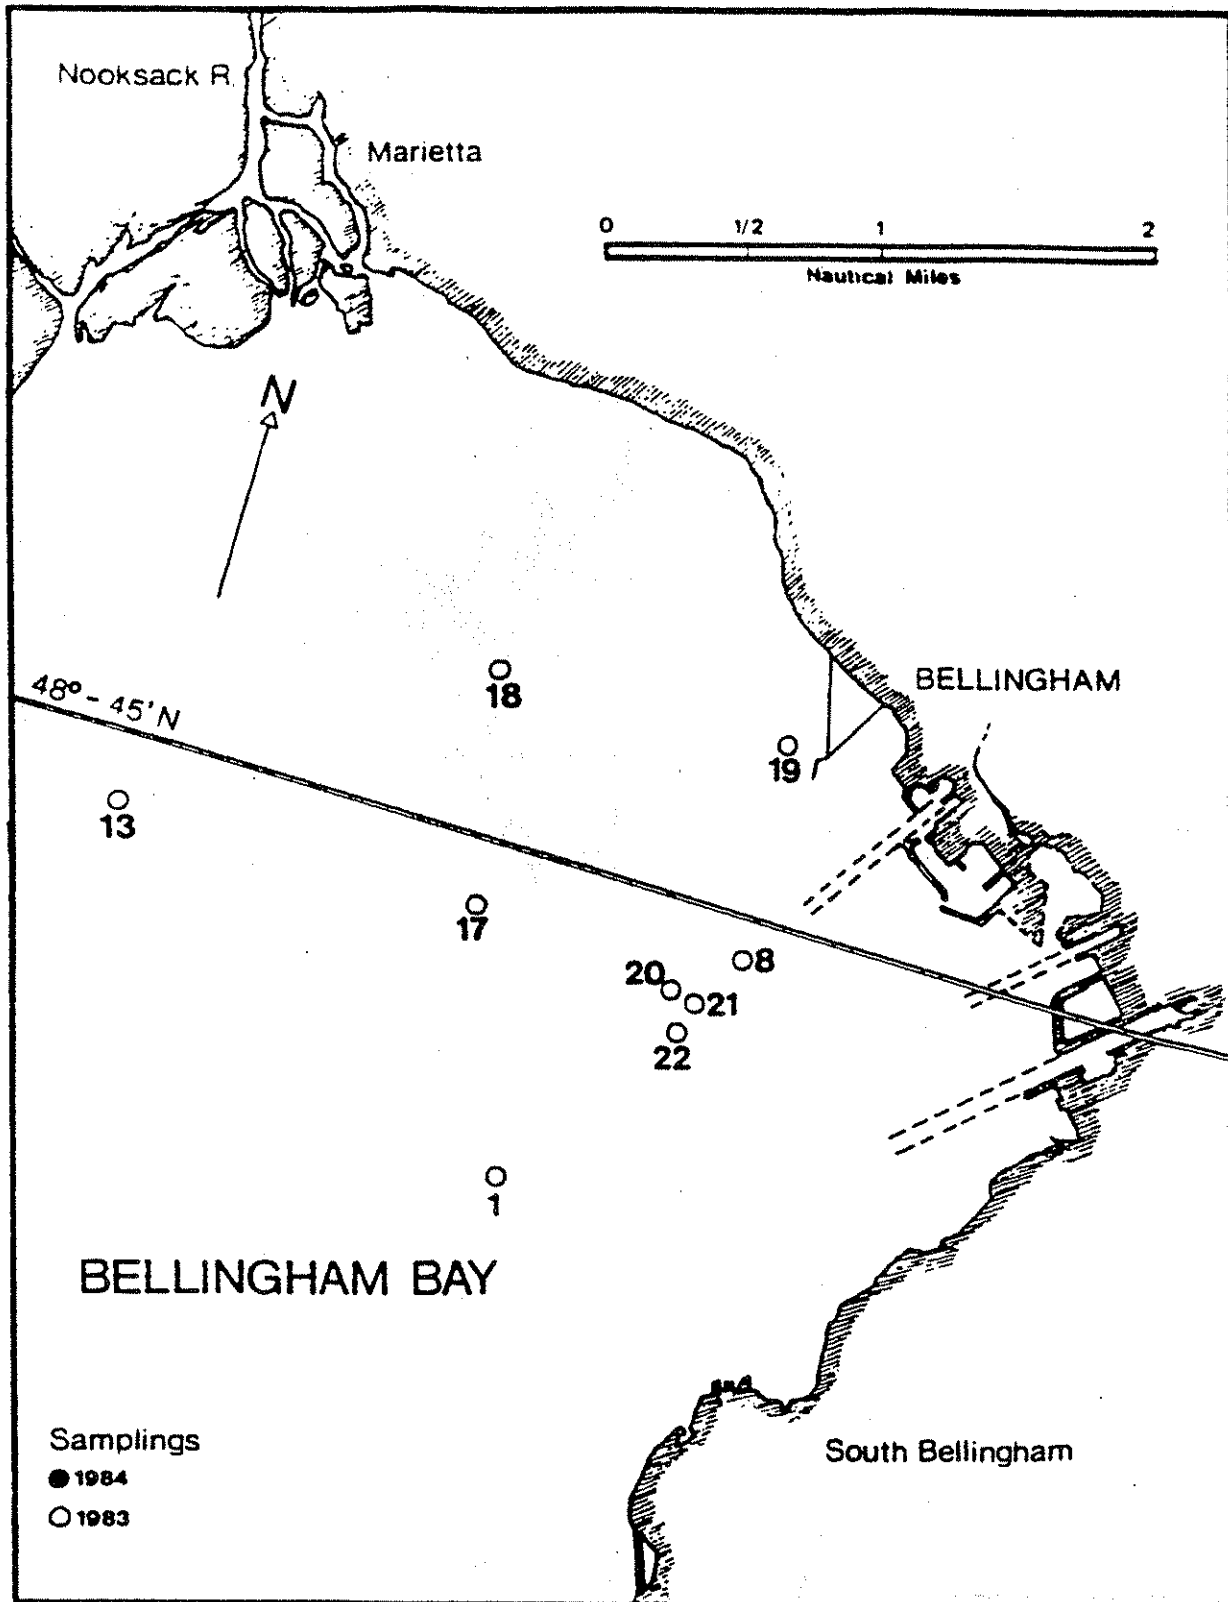 Nooksack R
Marietta
0 1/2 1 2
Nautical Miles
N
18
BELLINGHAM
48° - 45' N
19
13
17
8
20
21
22
1
BELLINGHAM BAY
Samplings
1984
1983
South Bellingham